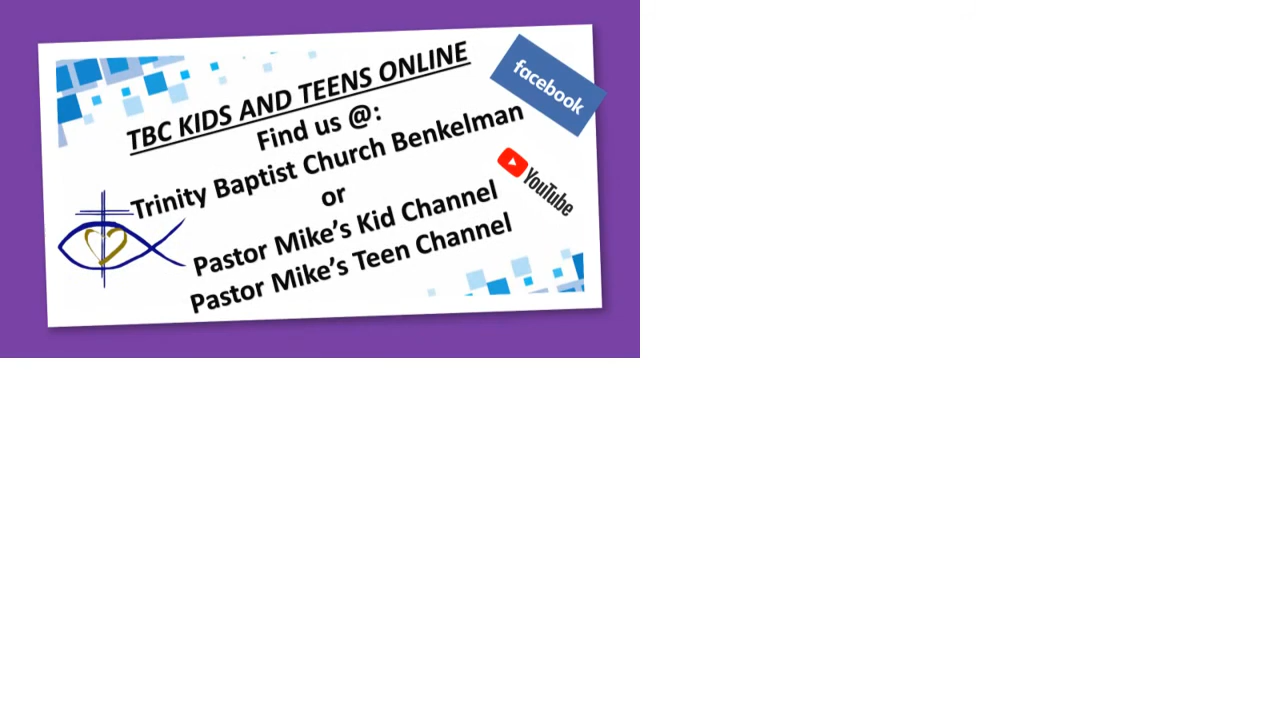 TBC KIDS AND TEENS ONLINE
Find us @:
Trinity Baptist Church Benkelman
or
Pastor Mike's Kid Channel
Pastor Mike's Teen Channel
facebook
YouTube